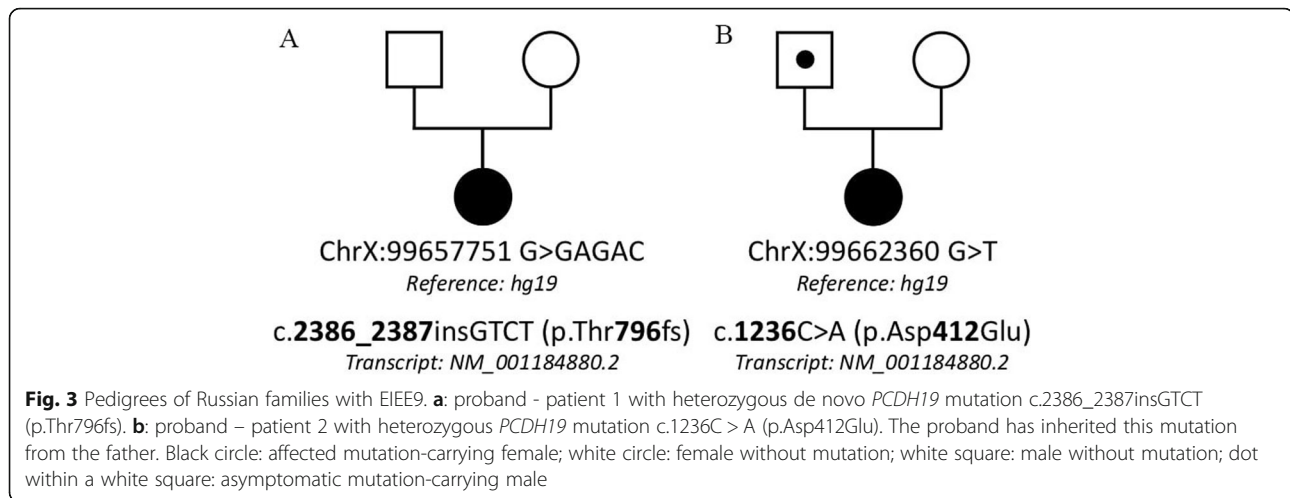 A
B
ChrX:99657751 G>GAGAC
Reference: hg19
c.2386_2387insGTCT (p.Thr796fs)
Transcript: NM_001184880.2
ChrX:99662360 G>T
Reference: hg19
c.1236C>A (p.Asp412Glu)
Transcript: NM_001184880.2
Fig. 3 Pedigrees of Russian families with EIEE9. a: proband - patient 1 with heterozygous de novo PCDH19 mutation c.2386_2387insGTCT
(p.Thr796fs). b: proband – patient 2 with heterozygous PCDH19 mutation c.1236C > A (p.Asp412Glu). The proband has inherited this mutation
from the father. Black circle: affected mutation-carrying female; white circle: female without mutation; white square: male without mutation; dot
within a white square: asymptomatic mutation-carrying male